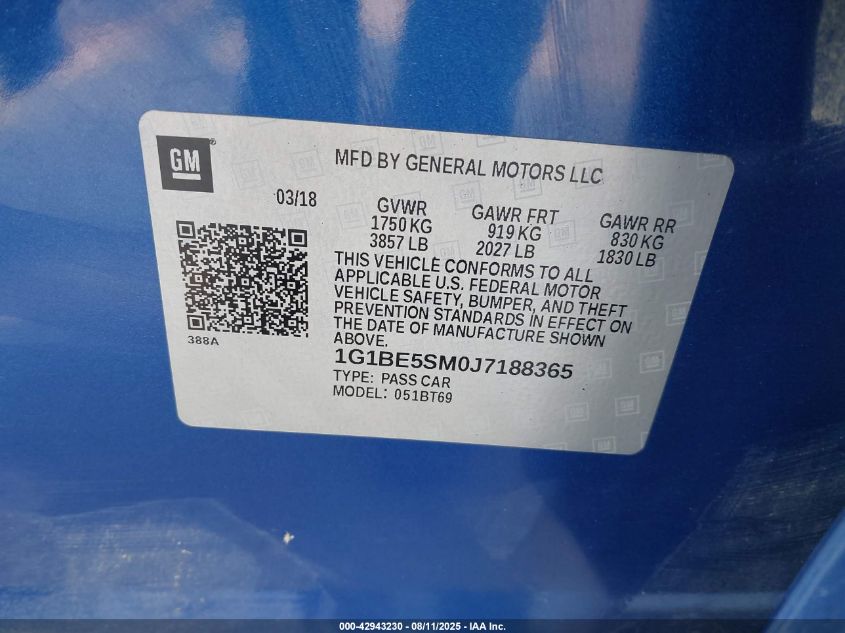 GM
MFD BY GENERAL MOTORS LLC
03/18
GVWR
1750 KG
3857 LB
GAWR FRT
919 KG
2027 LB
GAWR RR
830 KG
1830 LB
THIS VEHICLE CONFORMS TO ALL
APPLICABLE U.S. FEDERAL MOTOR
VEHICLE SAFETY, BUMPER, AND THEFT
PREVENTION STANDARDS IN EFFECT ON
THE DATE OF MANUFACTURE SHOWN
ABOVE.
388A
1G1BE5SM0J7188365
TYPE: PASS CAR
MODEL: 051BT69
000-42943230 - 08/11/2025 - IAA Inc.